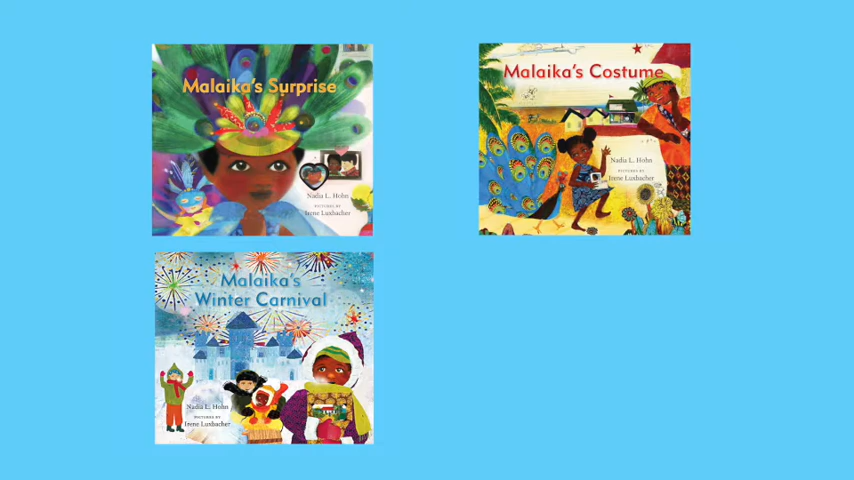 Malaika's Surprise
Nadia L. Hohn
PICTURES BY
Irene Luxbacher
Malaika's Costume
Nadia L. Hohn
PICTURES BY
Irene Luxbacher
Malaika's
Winter Carnival
Nadia L. Hohn
PICTURES BY
Irene Luxbacher